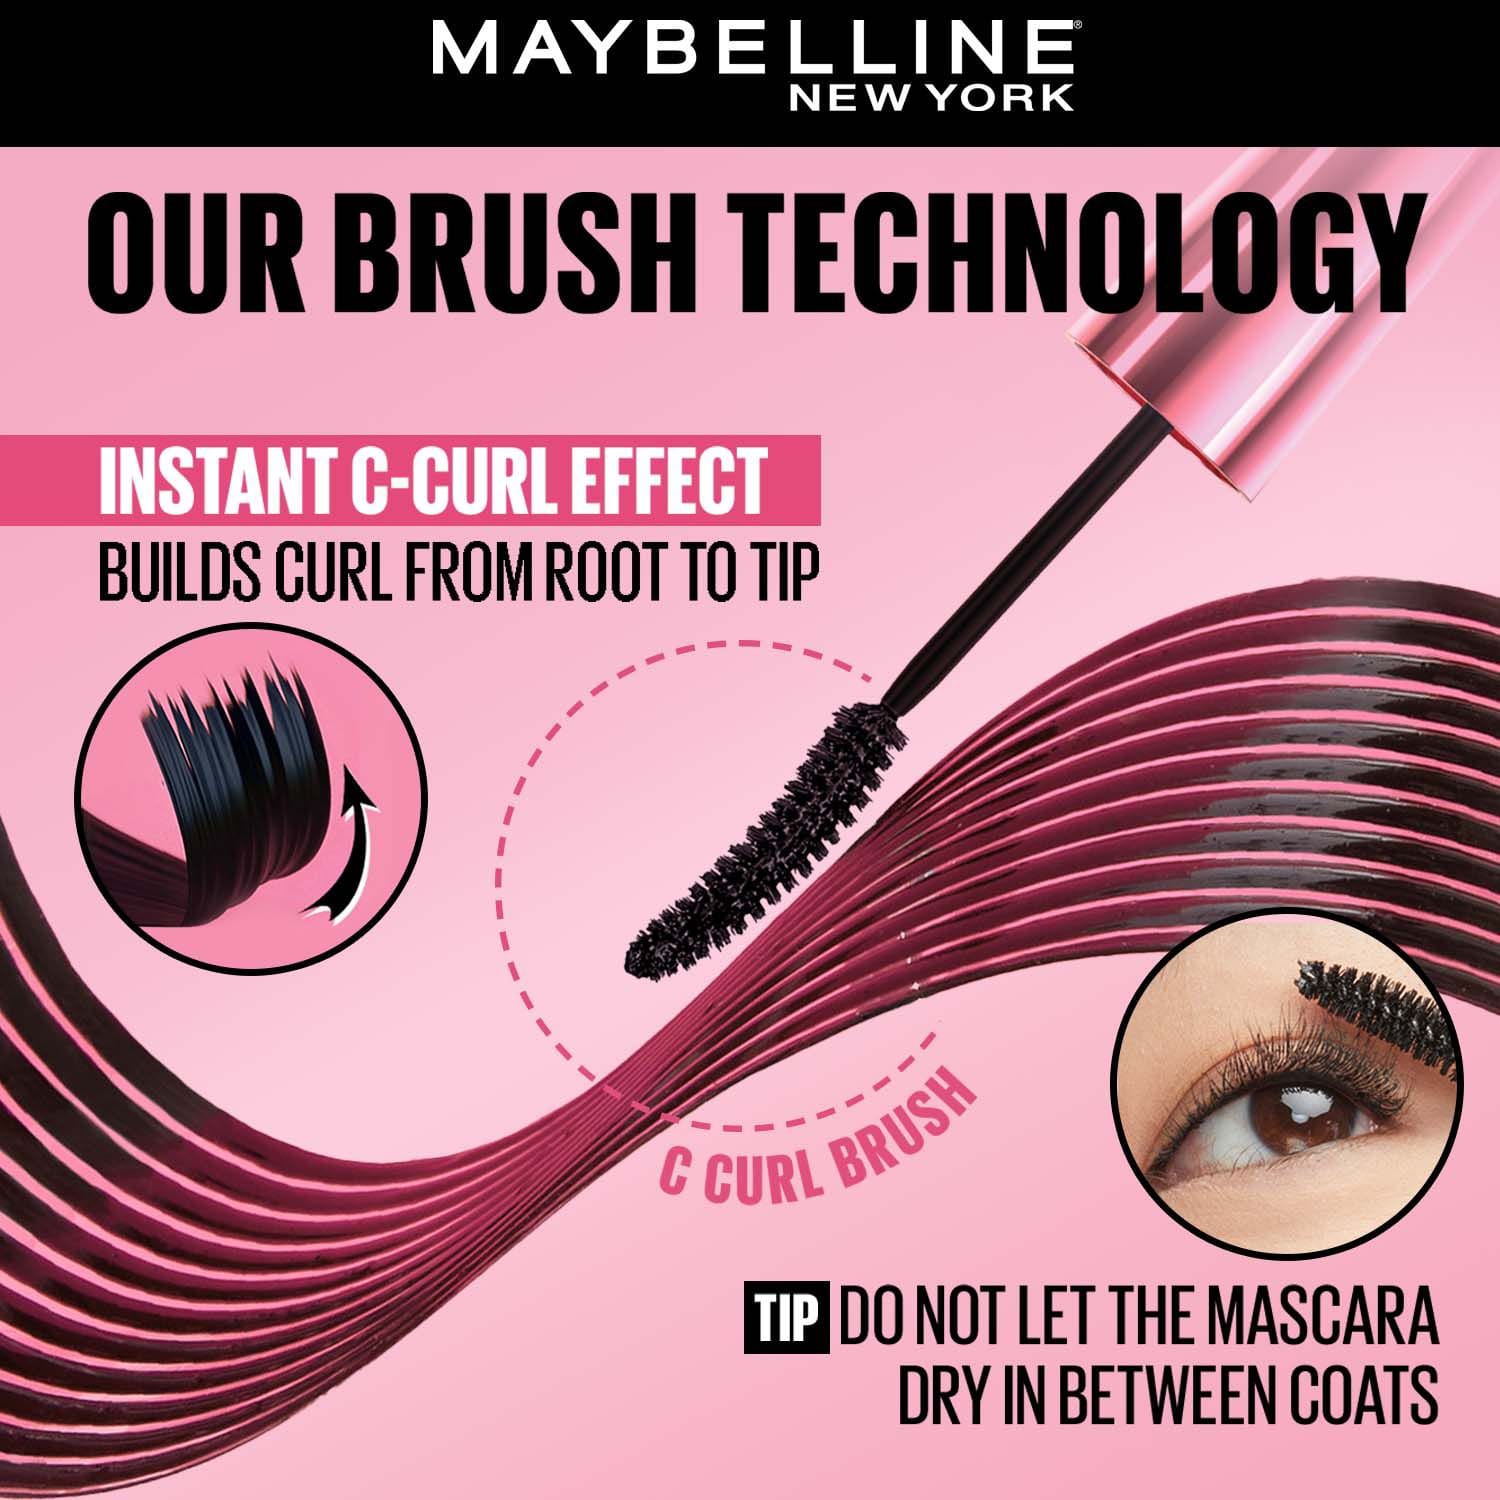 MAYBELLINE®
NEW YORK
OUR BRUSH TECHNOLOGY
INSTANT C-CURL EFFECT
BUILDS CURL FROM ROOT TO TIP
C CURL BRUSH
TIP DO NOT LET THE MASCARA
DRY IN BETWEEN COATS